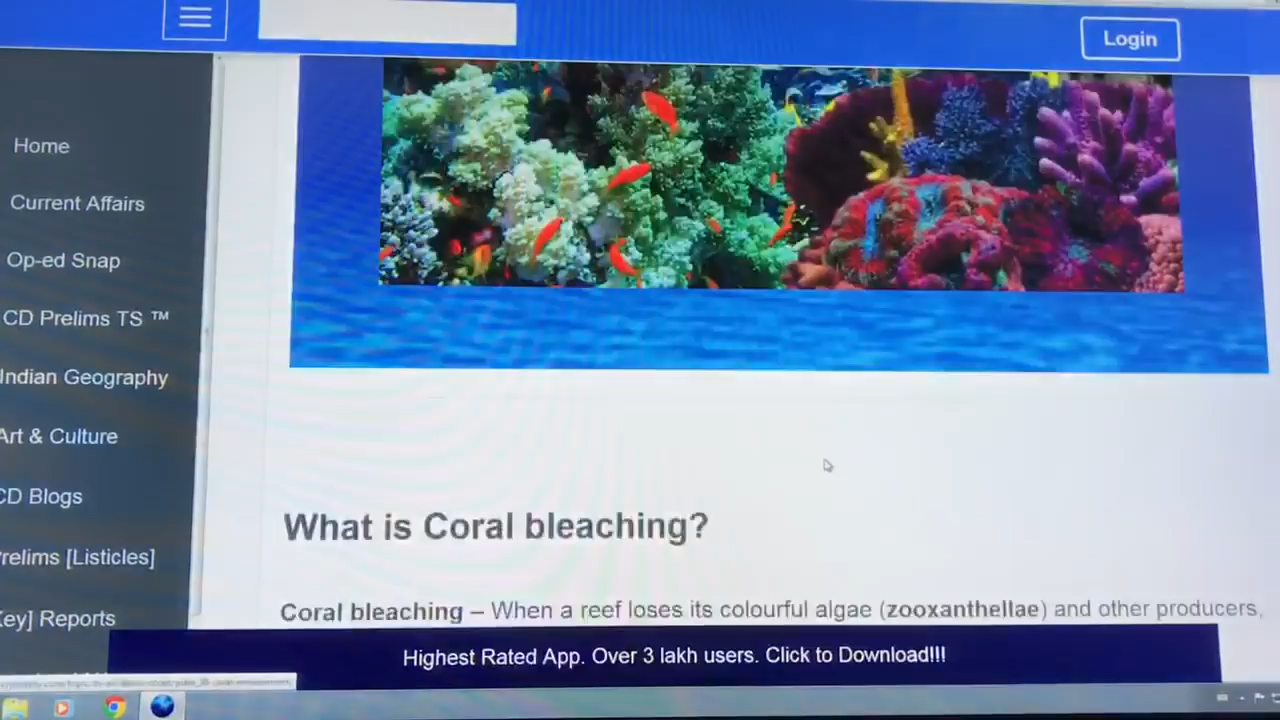 Login
Home
Current Affairs
Op-ed Snap
CD Prelims TS ™
Indian Geography
Art & Culture
CD Blogs
relims [Listicles]
ey] Reports
What is Coral bleaching?
Coral bleaching – When a reef loses its colourful algae (zooxanthellae) and other producers,
Highest Rated App. Over 3 lakh users. Click to Download!!!